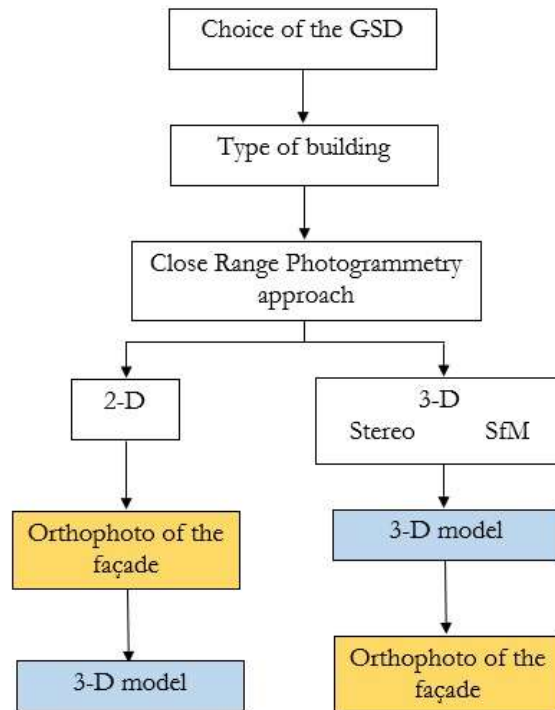 Choice of the GSD
Type of building
Close Range Photogrammetry
approach
2-D
3-D
Stereo SfM
Orthophoto of the
façade
3-D model
3-D model
Orthophoto of the
façade